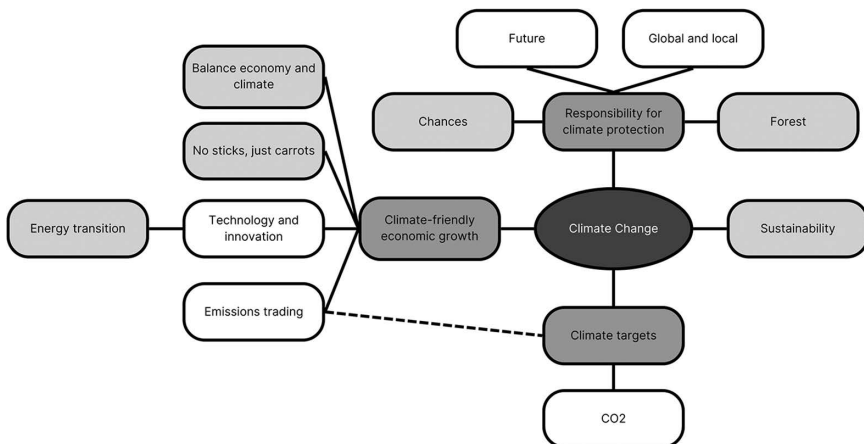 Future
Global and local
Balance economy and
climate
Chances
Responsibility for
climate protection
Forest
No sticks, just carrots
Energy transition
Technology and
innovation
Climate-friendly
economic growth
Climate Change
Sustainability
Emissions trading
Climate targets
CO2